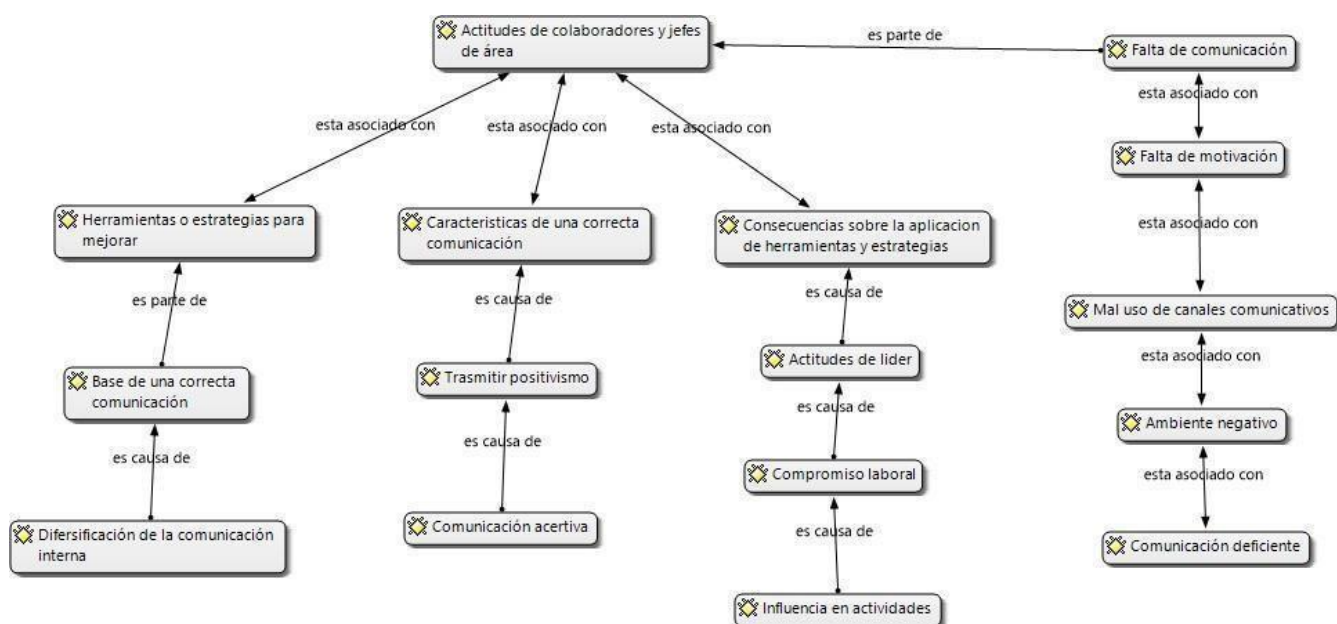 Actitudes de colaboradores y jefes
de área
es parte de
Falta de comunicación
esta asociado con
esta asociado con
esta asociado con
esta asociado con
Falta de motivación
Herramientas o estrategias para
mejorar
Caracteristicas de una correcta
comunicación
Consecuencias sobre la aplicacion
de herramientas y estrategias
esta asociado con
es parte de
es causa de
es causa de
Mal uso de canales comunicativos
Base de una correcta
comunicación
Trasmitir positivismo
Actitudes de lider
esta asociado con
es causa de
es causa de
es causa de
Ambiente negativo
Compromiso laboral
esta asociado con
Difersificación de la comunicación
interna
Comunicación acertiva
es causa de
Comunicación deficiente
Influencia en actividades